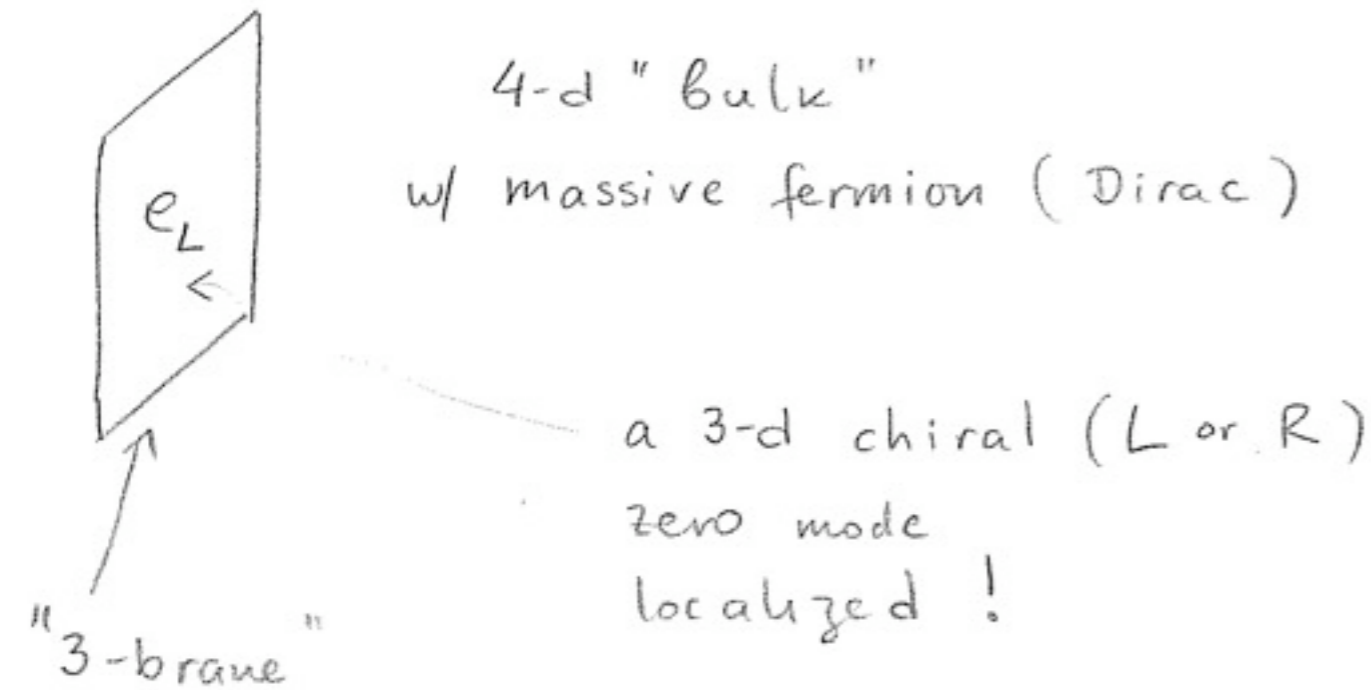 4-d "bulk"
w/ massive fermion (Dirac)
e_L
a 3-d chiral (L or R)
zero mode
localized !
"3-brane"